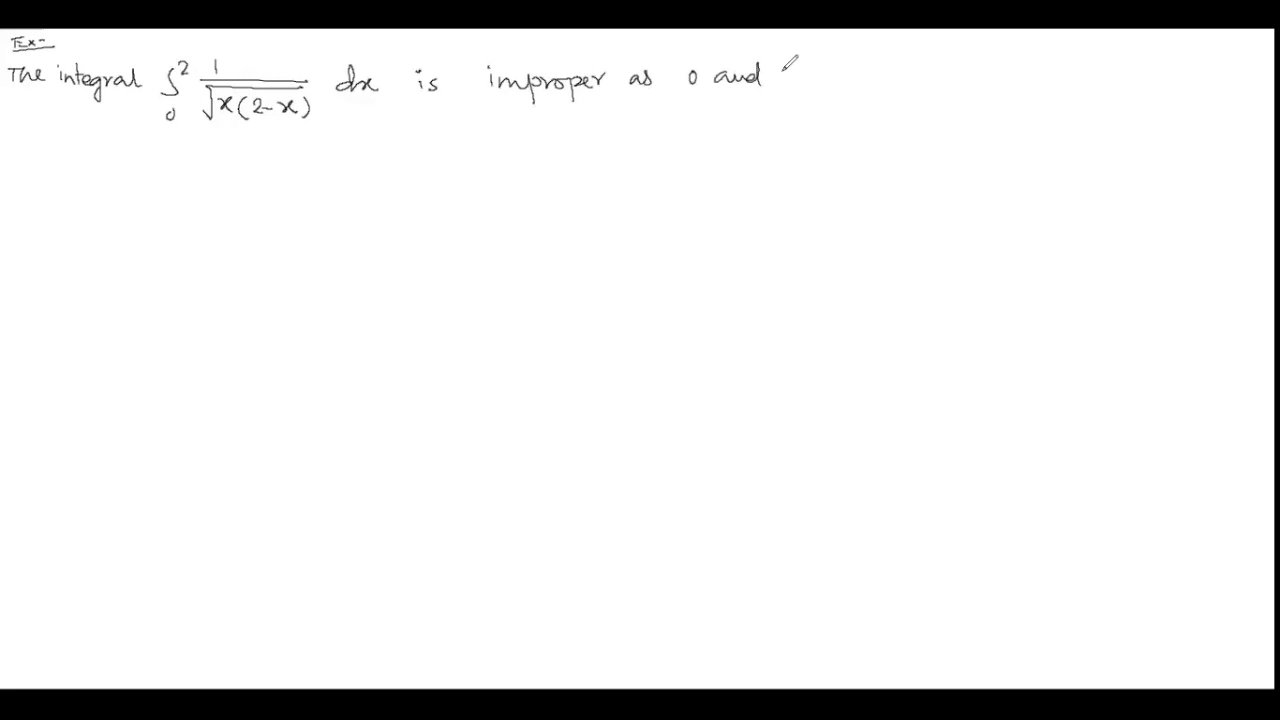 Ex-
The integral ∫₀² 1/√x(2-x) dx is improper as 0 and